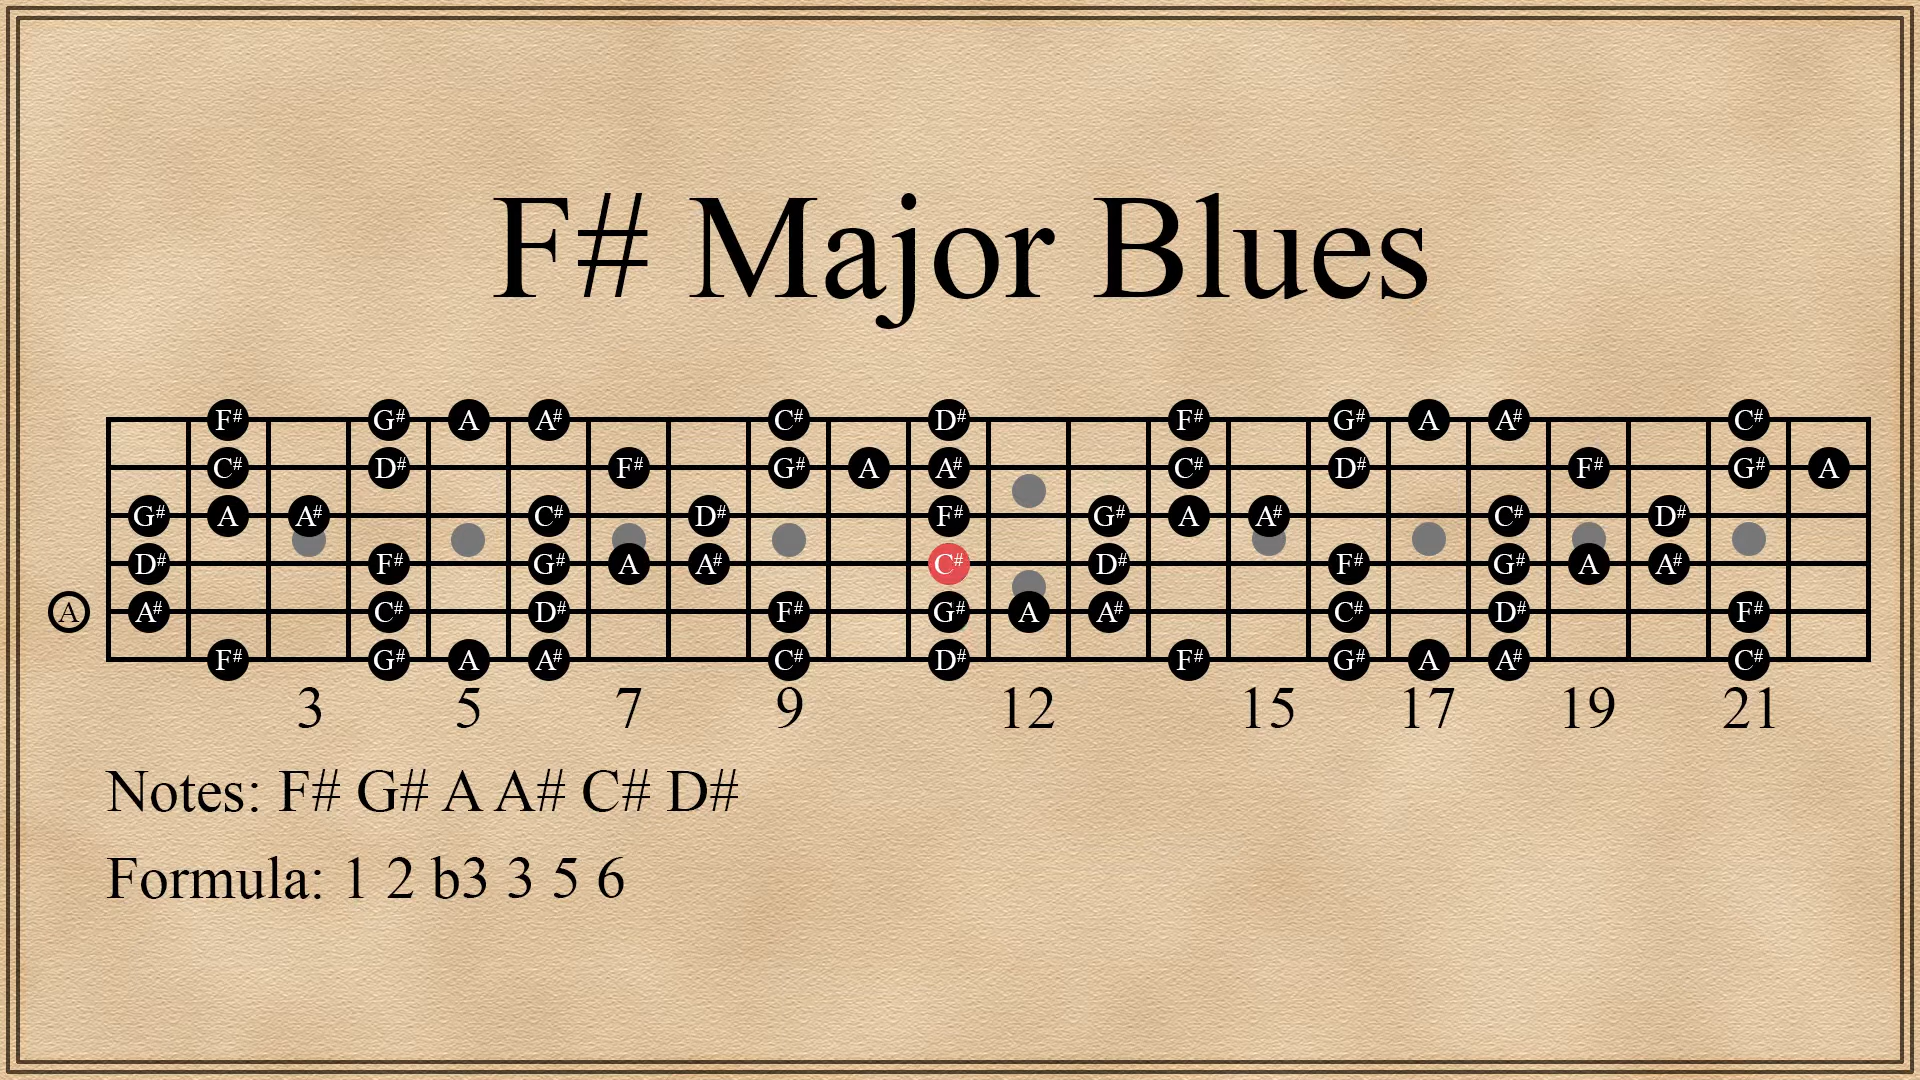 F# Major Blues
F# G# A A# C# D# F# G# A A# C#
C# D# F# G# A A# C# D# F# G# A
G# A A# C# D# F# G# A A# C# D#
D# F# G# A A# C# D# F# G# A A#
A A# C# D# F# G# A A# C# D# F#
F# G# A A# C# D# F# G# A A# C#
3 5 7 9 12 15 17 19 21
Notes: F# G# A A# C# D#
Formula: 1 2 b3 3 5 6